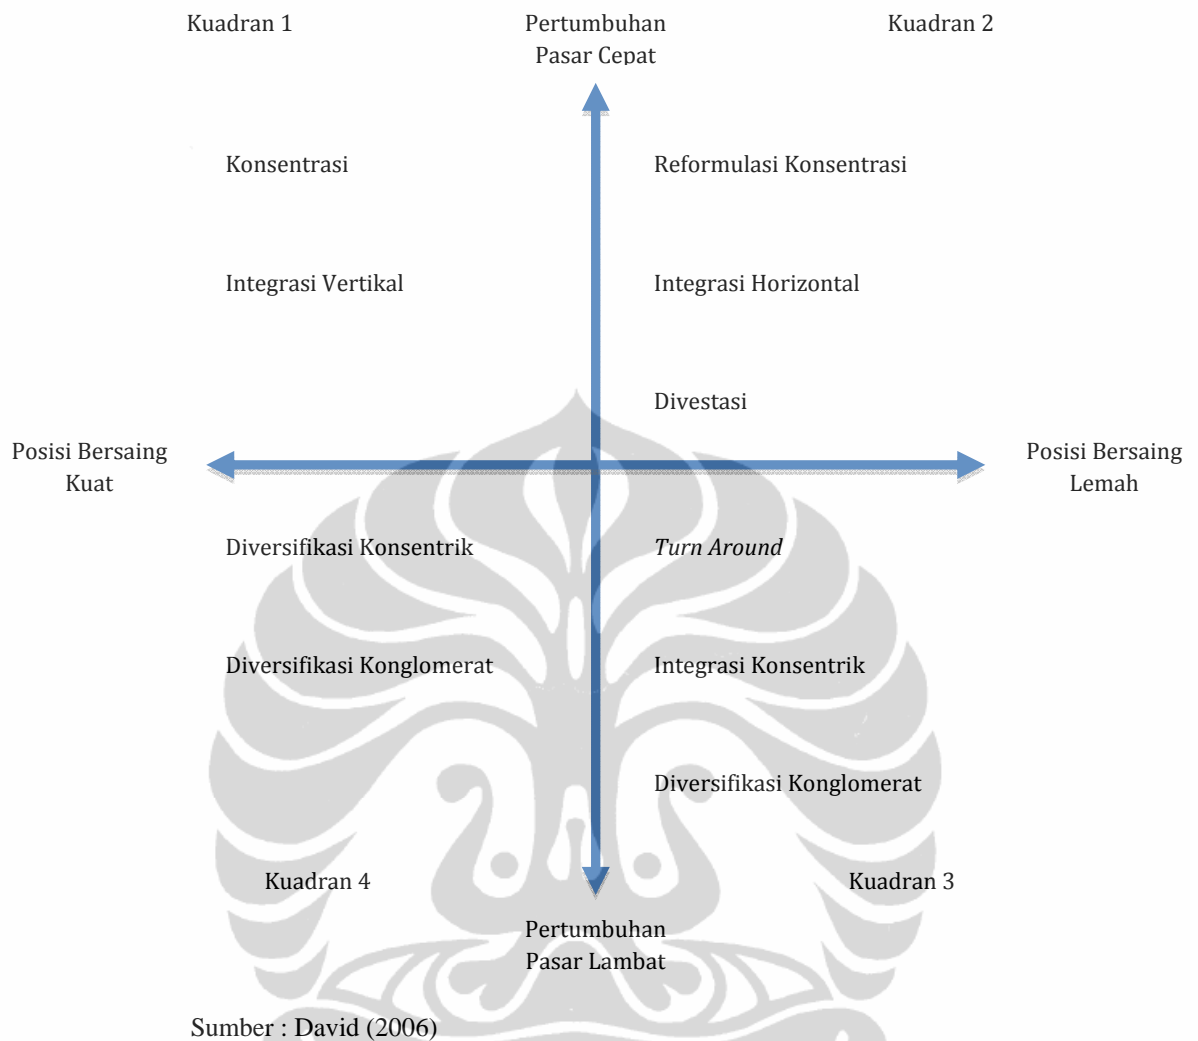 Kuadran 1
Pertumbuhan
Pasar Cepat
Kuadran 2
Konsentrasi
Reformulasi Konsentrasi
Integrasi Vertikal
Integrasi Horizontal
Divestasi
Posisi Bersaing
Kuat
Posisi Bersaing
Lemah
Diversifikasi Konsentrik
Turn Around
Diversifikasi Konglomerat
Integrasi Konsentrik
Diversifikasi Konglomerat
Kuadran 4
Kuadran 3
Pertumbuhan
Pasar Lambat
Sumber : David (2006)